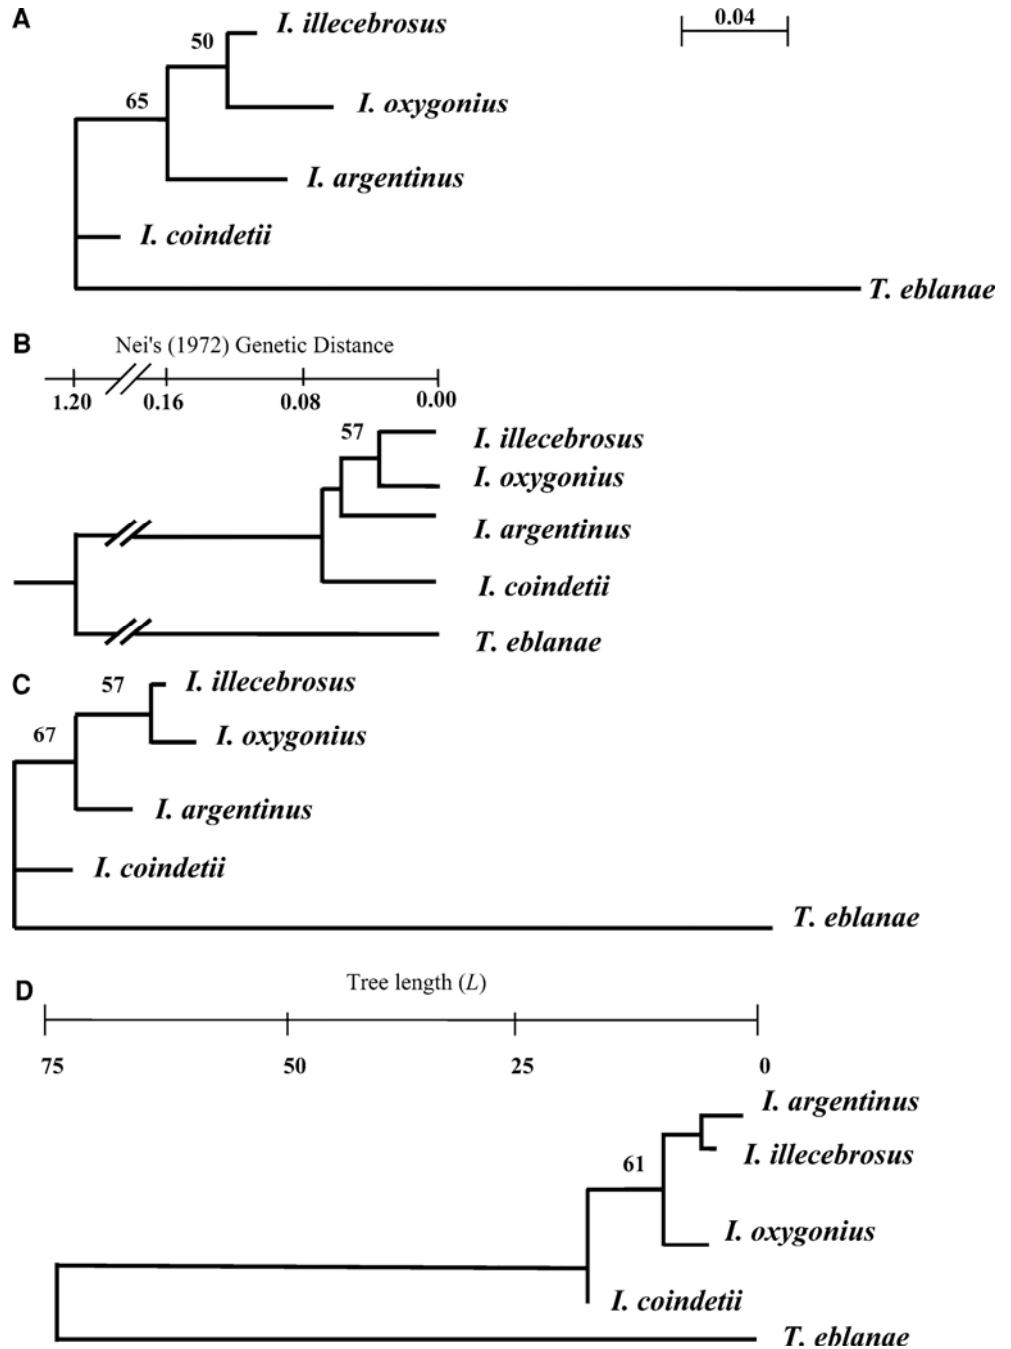 A
I. illecebrosus
0.04
50
65
I. oxygonius
I. argentinus
I. coindetii
T. eblanae
B
Nei's (1972) Genetic Distance
1.20 0.16 0.08 0.00
57
I. illecebrosus
I. oxygonius
I. argentinus
I. coindetii
T. eblanae
C
57
I. illecebrosus
67
I. oxygonius
I. argentinus
I. coindetii
T. eblanae
D
Tree length (L)
75 50 25 0
I. argentinus
I. illecebrosus
61
I. oxygonius
I. coindetii
T. eblanae